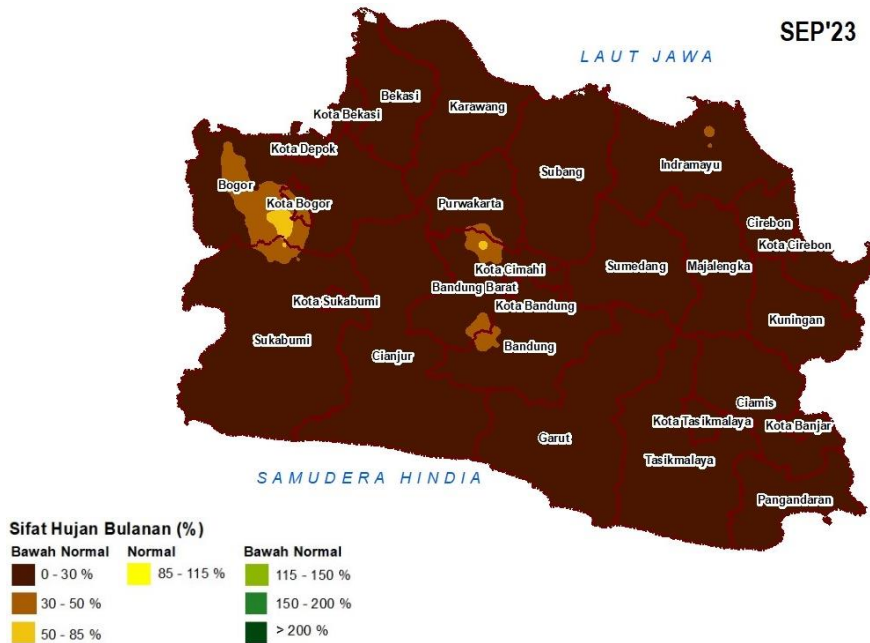 SEP'23
LAUT JAWA
Bekasi
Kota Bekasi
Karawang
Kota Depok
Subang
Indramayu
Bogor
Kota Bogor
Purwakarta
Cirebon
Kota Cirebon
Kota Cimahi
Sumedang
Majalengka
Bandung Barat
Kota Sukabumi
Kota Bandung
Kuningan
Sukabumi
Cianjur
Bandung
Ciamis
Kota Tasikmalaya
Kota Banjar
Garut
Tasikmalaya
SAMUDERA HINDIA
Pangandaran
Sifat Hujan Bulanan (%)
Bawah Normal Normal Bawah Normal
0 - 30 % 85 - 115 % 115 - 150 %
30 - 50 % 150 - 200 %
50 - 85 % > 200 %